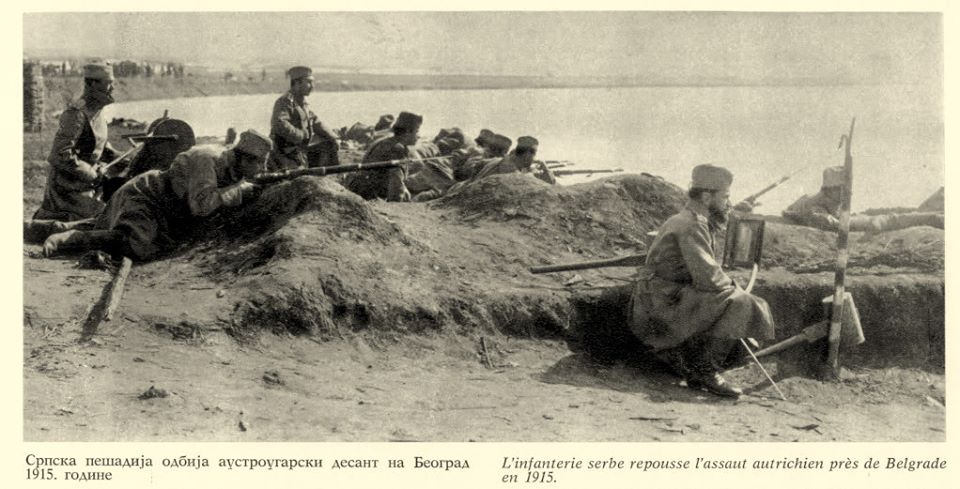 Српска пешадија одбија аустроугарски десант на Београд
1915. године
L'infanterie serbe repousse l'assaut autrichien près de Belgrade
en 1915.